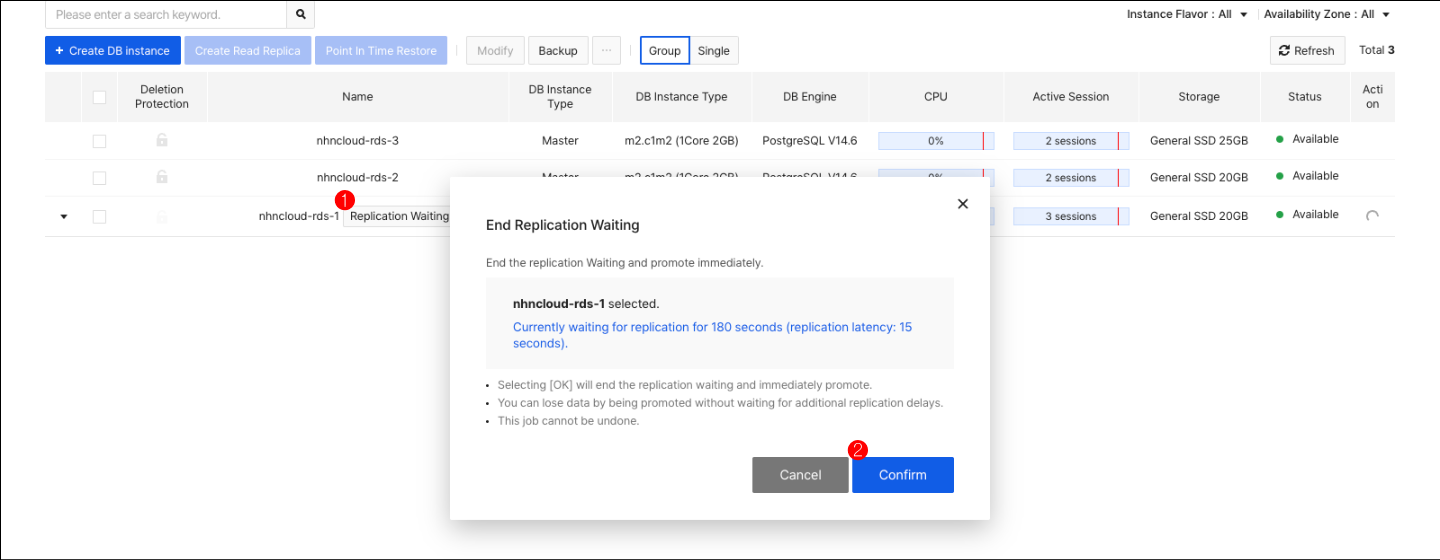 Please enter a search keyword.
Instance Flavor : All
Availability Zone : All
+ Create DB instance
Create Read Replica
Point In Time Restore
Modify
Backup
...
Group
Single
Refresh
Total 3
Deletion Protection
Name
DB Instance Type
DB Instance Type
DB Engine
CPU
Active Session
Storage
Status
Acti on
nhncloud-rds-3
Master
m2.c1m2 (1Core 2GB)
PostgreSQL V14.6
0%
2 sessions
General SSD 25GB
Available
nhncloud-rds-2
Master
m2.c1m2 (1Core 2GB)
PostgreSQL V14.6
0%
2 sessions
General SSD 20GB
Available
1
nhncloud-rds-1
Replication Waiting
3 sessions
General SSD 20GB
Available
End Replication Waiting
End the replication Waiting and promote immediately.
nhncloud-rds-1 selected.
Currently waiting for replication for 180 seconds (replication latency: 15
seconds).
• Selecting [OK] will end the replication waiting and immediately promote.
• You can lose data by being promoted without waiting for additional replication delays.
• This job cannot be undone.
2
Cancel
Confirm